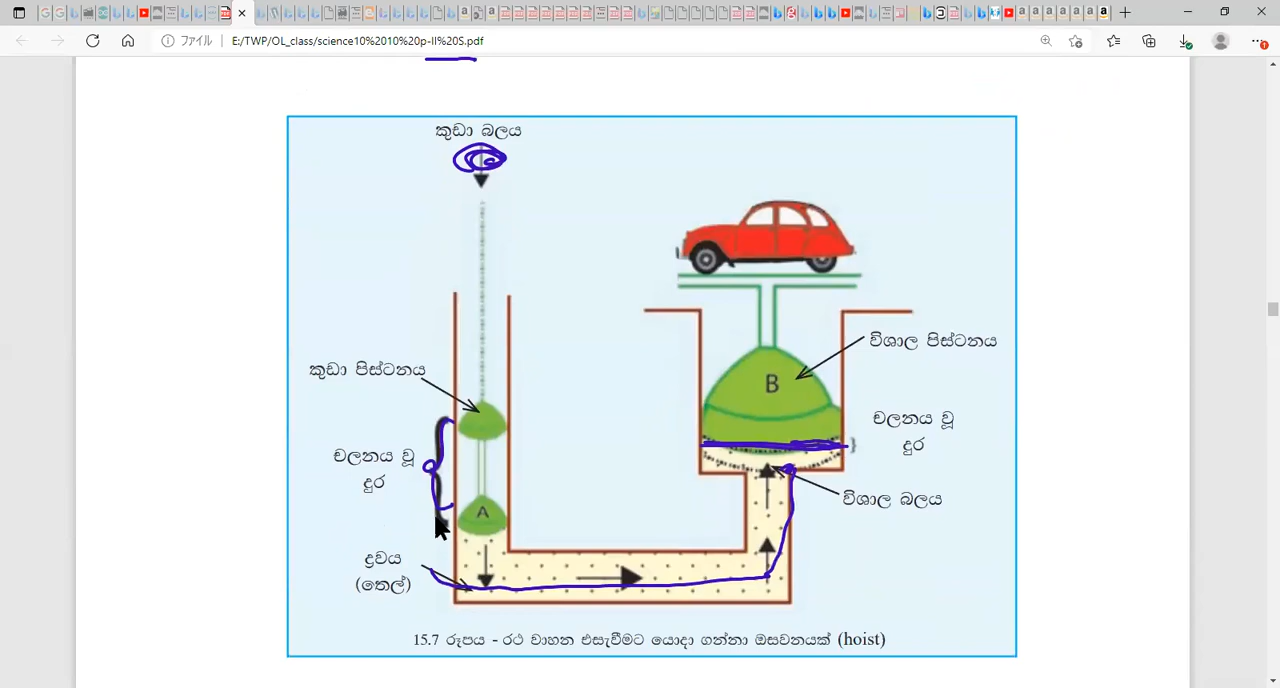 ファイル
E:/TWP/OL_class/science10%2010%20p-II%20S.pdf
කුඩා බලය
කුඩා පිස්ටනය
B
විශාල පිස්ටනය
චලනය වූ
දුර
චලනය වූ
දුර
විශාල බලය
A
ද්‍රවය
(තෙල්)
15.7 රූපය - රථ වාහන එසැවීමට යොදා ගන්නා ඔසවනයක් (hoist)